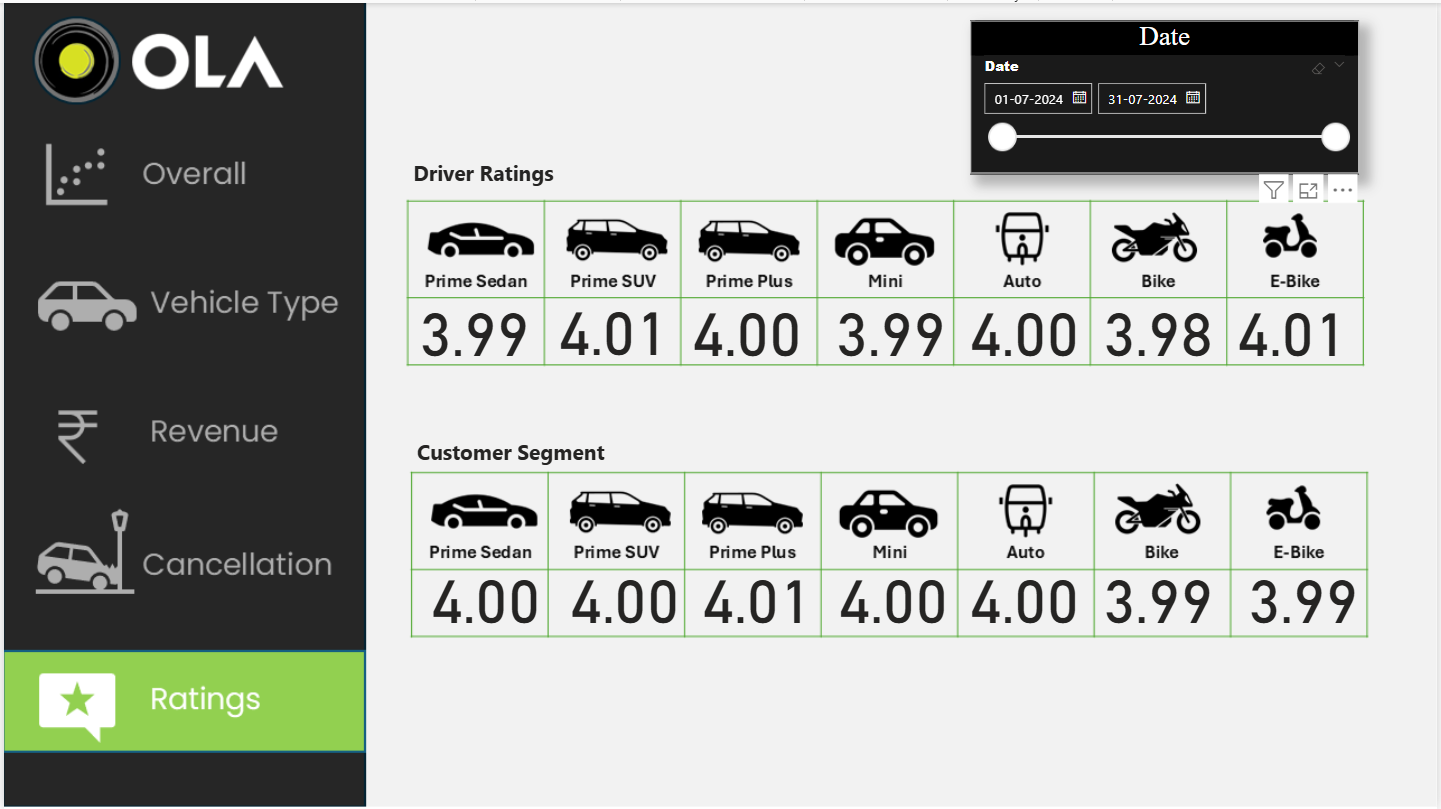 OLA
Overall
Vehicle Type
Revenue
Cancellation
Ratings
Date
Date
01-07-2024 31-07-2024
Driver Ratings
Prime Sedan Prime SUV Prime Plus Mini Auto Bike E-Bike
3.99 4.01 4.00 3.99 4.00 3.98 4.01
Customer Segment
Prime Sedan Prime SUV Prime Plus Mini Auto Bike E-Bike
4.00 4.00 4.01 4.00 4.00 3.99 3.99